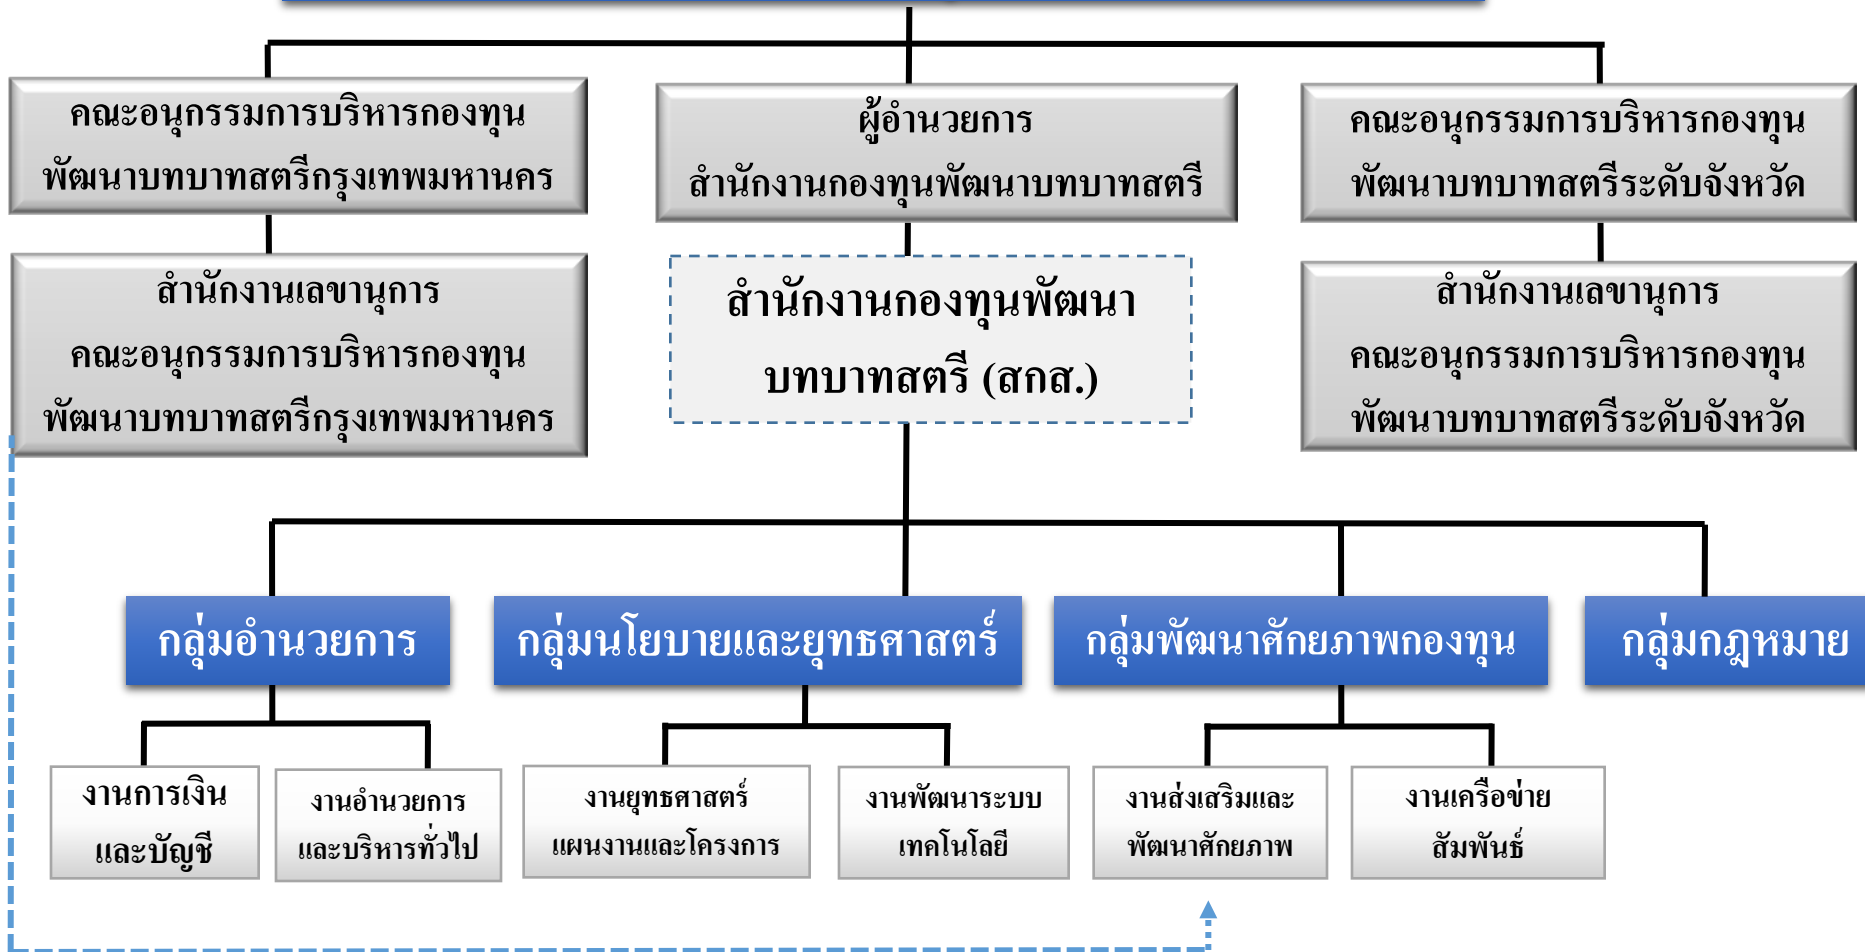 คณะอนุกรรมการบริหารกองทุน
พัฒนาบทบาทสตรีกรุงเทพมหานคร
ผู้อำนวยการ
สำนักงานกองทุนพัฒนาบทบาทสตรี
คณะอนุกรรมการบริหารกองทุน
พัฒนาบทบาทสตรีระดับจังหวัด
สำนักงานเลขานุการ
คณะอนุกรรมการบริหารกองทุน
พัฒนาบทบาทสตรีกรุงเทพมหานคร
สำนักงานกองทุนพัฒนา
บทบาทสตรี (สกส.)
สำนักงานเลขานุการ
คณะอนุกรรมการบริหารกองทุน
พัฒนาบทบาทสตรีระดับจังหวัด
กลุ่มอำนวยการ
กลุ่มนโยบายและยุทธศาสตร์
กลุ่มพัฒนาศักยภาพกองทุน
กลุ่มกฎหมาย
งานการเงิน
และบัญชี
งานอำนวยการ
และบริหารทั่วไป
งานยุทธศาสตร์
แผนงานและโครงการ
งานพัฒนาระบบ
เทคโนโลยี
งานส่งเสริมและ
พัฒนาศักยภาพ
งานเครือข่าย
สัมพันธ์